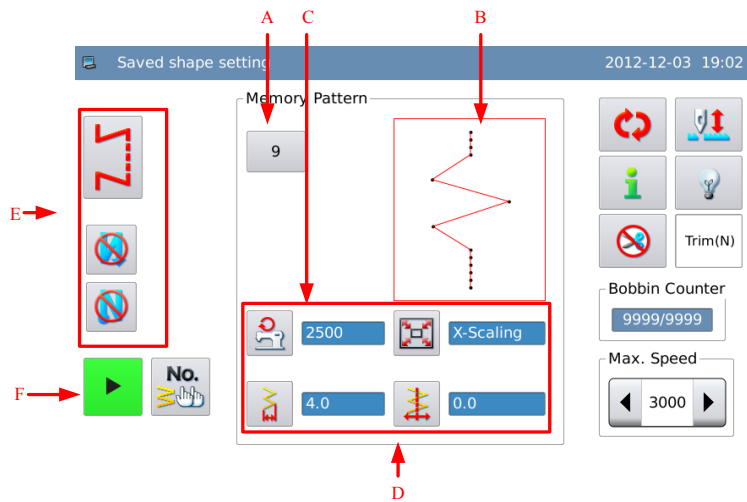 A
C
B
Saved shape setting
2012-12-03 19:02
Memory Pattern
9
E
Trim(N)
Bobbin Counter
9999/9999
2500
X-Scaling
Max. Speed
3000
F
No.
4.0
0.0
D